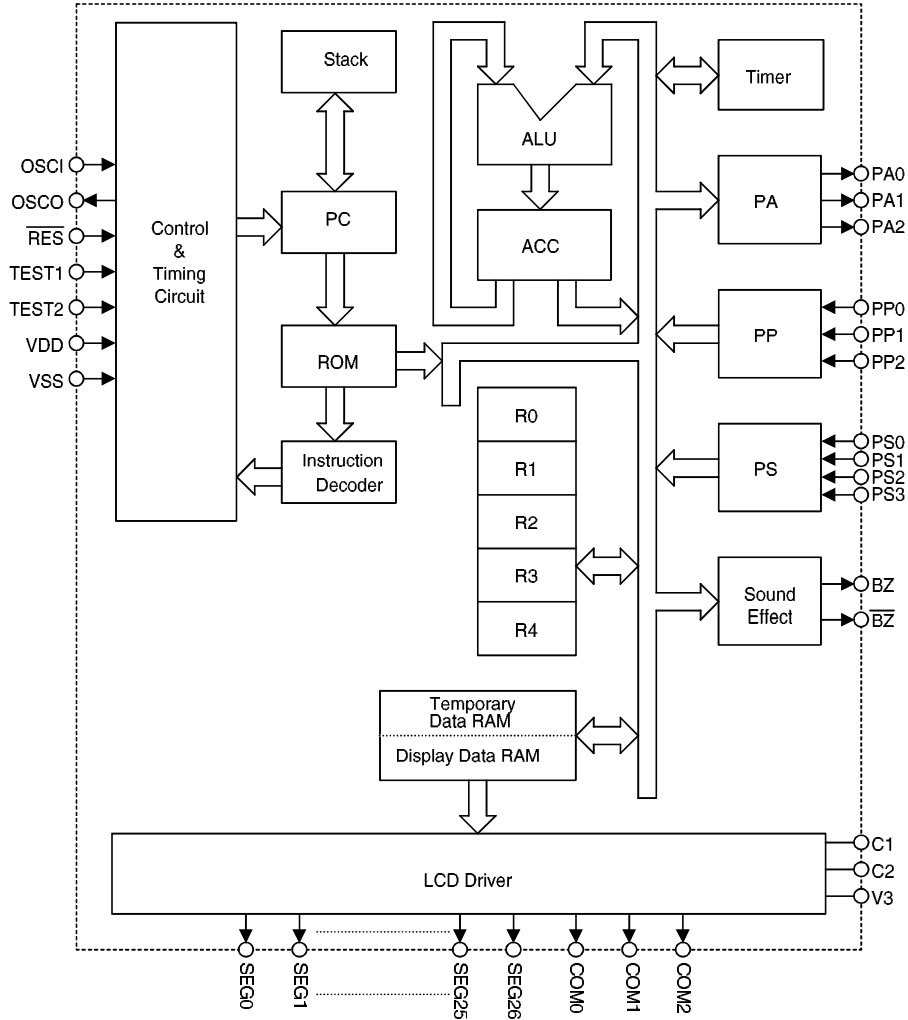 Stack
Timer
ALU
OSCI
OSCO
RES
TEST1
TEST2
VDD
VSS
Control
&
Timing
Circuit
PC
ACC
PA
PA0
PA1
PA2
ROM
PP
PP0
PP1
PP2
Instruction
Decoder
R0
R1
R2
R3
R4
PS
PS0
PS1
PS2
PS3
Sound
Effect
BZ
BZ
Temporary
Data RAM
Display Data RAM
LCD Driver
C1
C2
V3
SEG0
SEG1
SEG25
SEG26
COM0
COM1
COM2